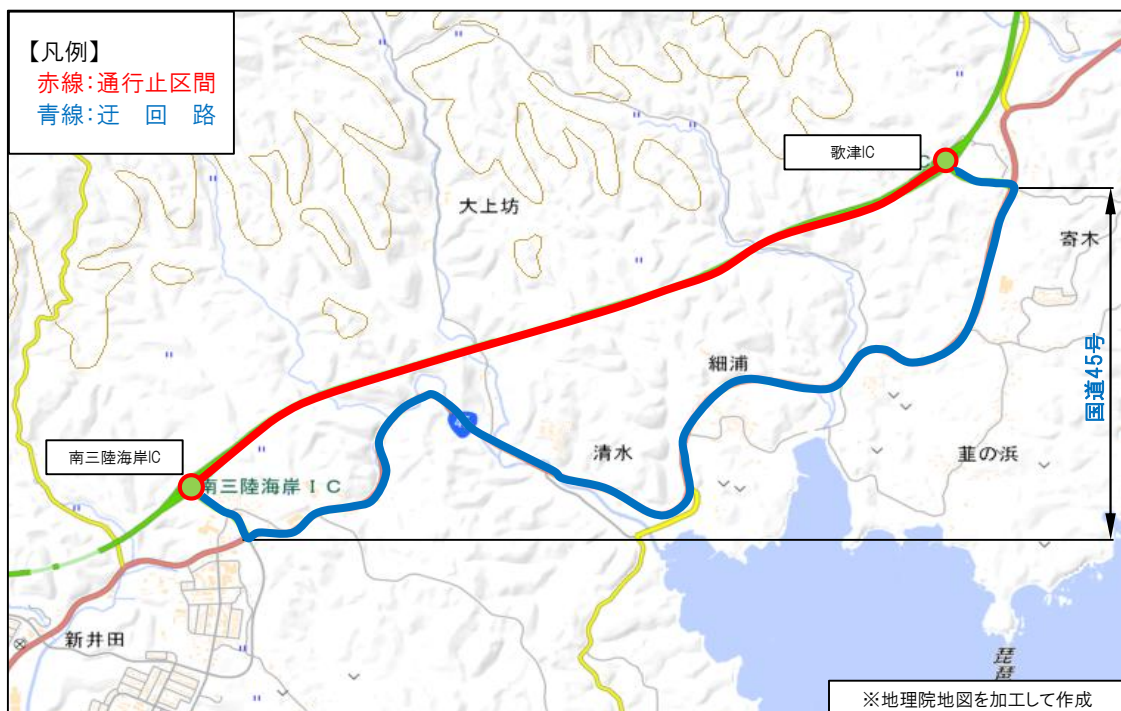 【凡例】
赤線:通行止区間
青線:迂 回 路
歌津IC
大上坊
寄木
国道45号
細浦
清水
韮の浜
南三陸海岸IC
南三陸海岸IC
新井田
琵琶
※地理院地図を加工して作成